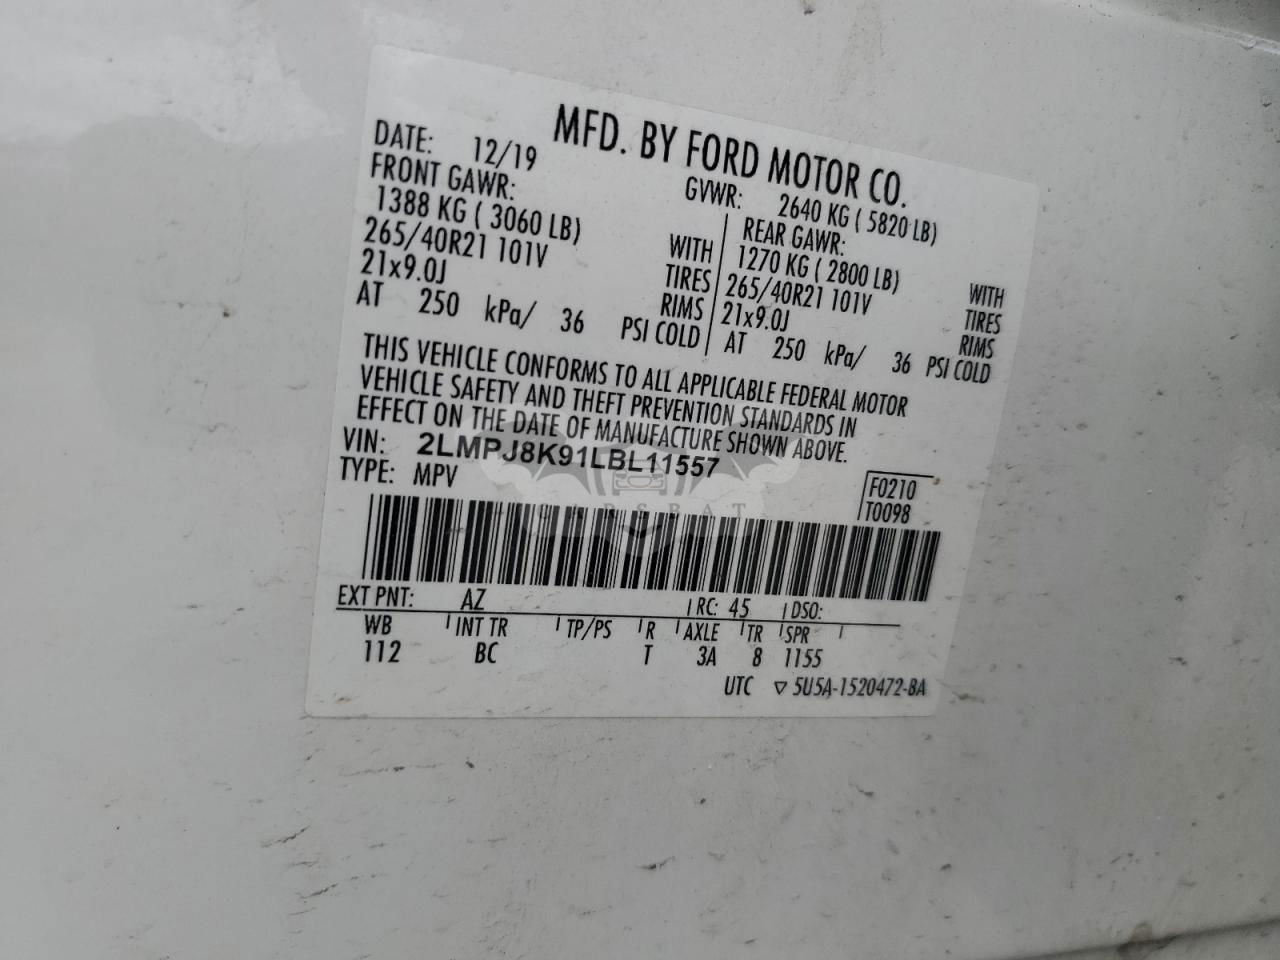 MFD. BY FORD MOTOR CO.
DATE: 12/19 GVWR: 2640 KG ( 5820 LB)
FRONT GAWR: REAR GAWR:
1388 KG ( 3060 LB) WITH 1270 KG ( 2800 LB) WITH
265/40R21 101V TIRES 265/40R21 101V TIRES
21x9.0J RIMS 21x9.0J RIMS
AT 250 kPa/ 36 PSI COLD AT 250 kPa/ 36 PSI COLD
THIS VEHICLE CONFORMS TO ALL APPLICABLE FEDERAL MOTOR
VEHICLE SAFETY AND THEFT PREVENTION STANDARDS IN
EFFECT ON THE DATE OF MANUFACTURE SHOWN ABOVE.
VIN: 2LMPJ8K91LBL11557
TYPE: MPV F0210
T0098
CARSBAT
EXT PNT: AZ RC: 45 DSO:
WB INT TR TP/PS R AXLE TR SPR
112 BC T 3A 8 1155
UTC ▽ 5U5A-1520472-BA